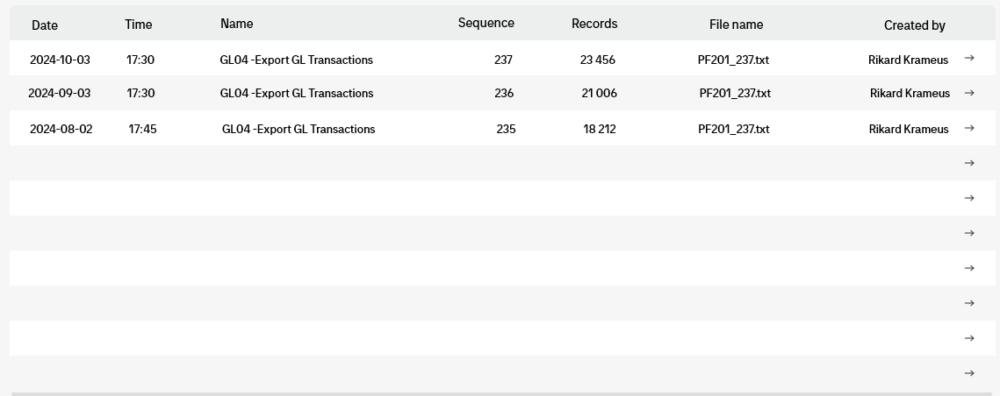 Date Time Name Sequence Records File name Created by
2024-10-03 17:30 GL04 -Export GL Transactions 237 23 456 PF201_237.txt Rikard Krameus →
2024-09-03 17:30 GL04 -Export GL Transactions 236 21 006 PF201_237.txt Rikard Krameus →
2024-08-02 17:45 GL04 -Export GL Transactions 235 18 212 PF201_237.txt Rikard Krameus →
→
→
→
→
→
→
→